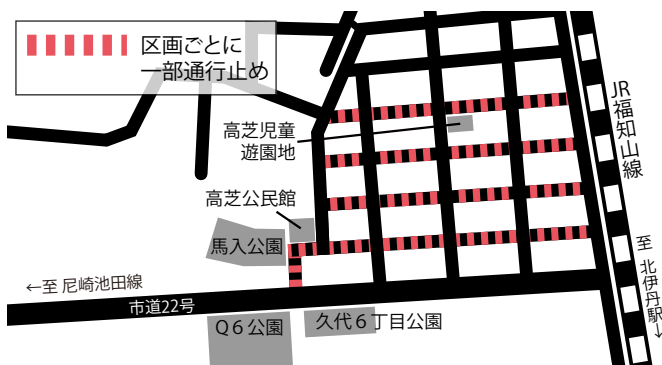 区画ごとに
一部通行止め
高芝児童
遊園地
JR福知山線
高芝公民館
馬入公園
至 北伊丹駅→
←至 尼崎池田線
市道22号
Q6公園
久代6丁目公園